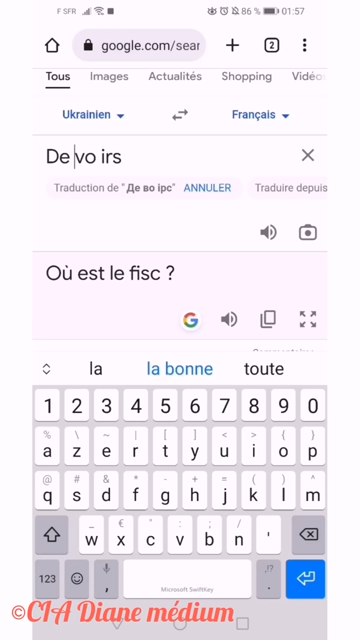 F SFR 86 % 01:57
google.com/sear 2
Tous Images Actualités Shopping Vidéo
Ukrainien Français
De vo irs
Traduction de "Де во ірс" ANNULER Traduire depuis
Où est le fisc ?
la la bonne toute
1 2 3 4 5 6 7 8 9 0
% \ ~ | [ ] < > { }
a z e r t y u i o p
@ # & * - + = ( ) ^
q s d f g h j k l m
_ € " : ; / 
w x c v b n '
123 , Microsoft SwiftKey ,!? .
©CIA Diane médium